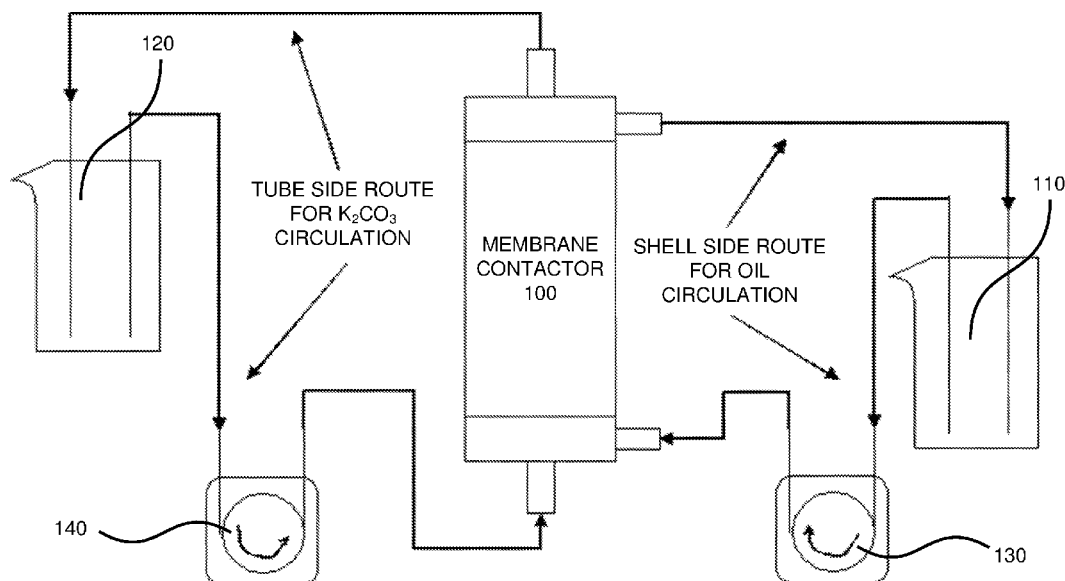 120
TUBE SIDE ROUTE
FOR K₂CO₃
CIRCULATION
MEMBRANE
CONTACTOR
100
SHELL SIDE ROUTE
FOR OIL
CIRCULATION
110
140
130